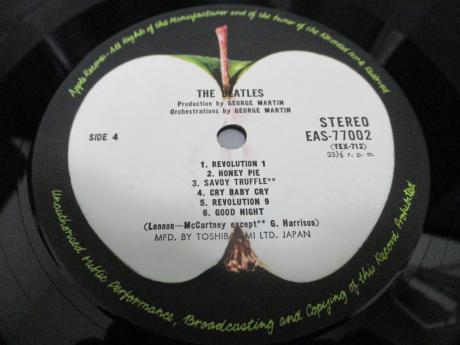 Apple Records-All Rights of the Manufacturer and of the Owner of the Recorded Work Reserved
THE BEATLES
Production by GEORGE MARTIN
Orchestrations by GEORGE MARTIN
SIDE 4
STEREO
EAS-77002
(YEX-712)
33⅓ r. p. m.
1. REVOLUTION 1
2. HONEY PIE
3. SAVOY TRUFFLE**
4. CRY BABY CRY
5. REVOLUTION 9
6. GOOD NIGHT
(Lennon—McCartney except** G. Harrison)
MFD. BY TOSHIBA EMI LTD. JAPAN
Unauthorised Public Performance, Broadcasting and Copying of this Record Prohibited